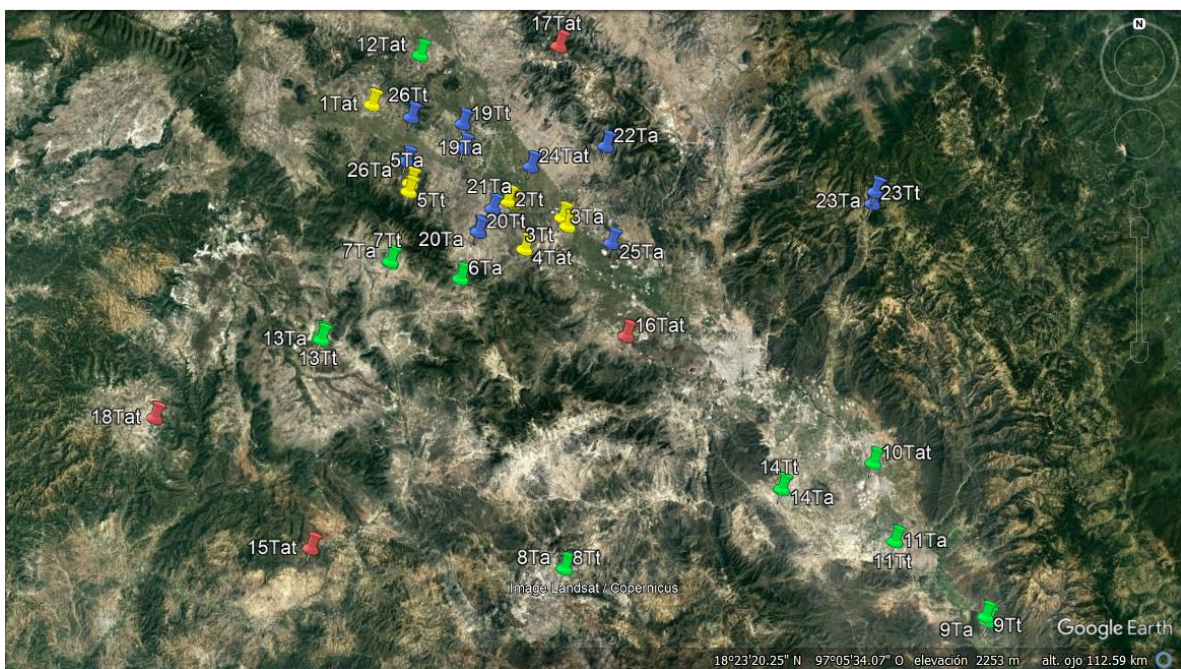 N
17Tat
12Tat
1Tat
26Tt
19Tt
19Ta
22Ta
5Ta
24Tat
26Ta
21Ta
5Tt
2Tt
23Ta
23Tt
3Ta
20Tt
7Tt
20Ta
3Tt
7Ta
4Tat
25Ta
6Ta
16Tat
13Ta
13Tt
18Tat
10Tat
14Tt
14Ta
15Tat
11Ta
8Ta
8Tt
11Tt
Image Landsat / Copernicus
9Ta
9Tt
Google Earth
18°23'20.25" N 97°05'34.07" O elevación 2253 m alt. ojo 112.59 km